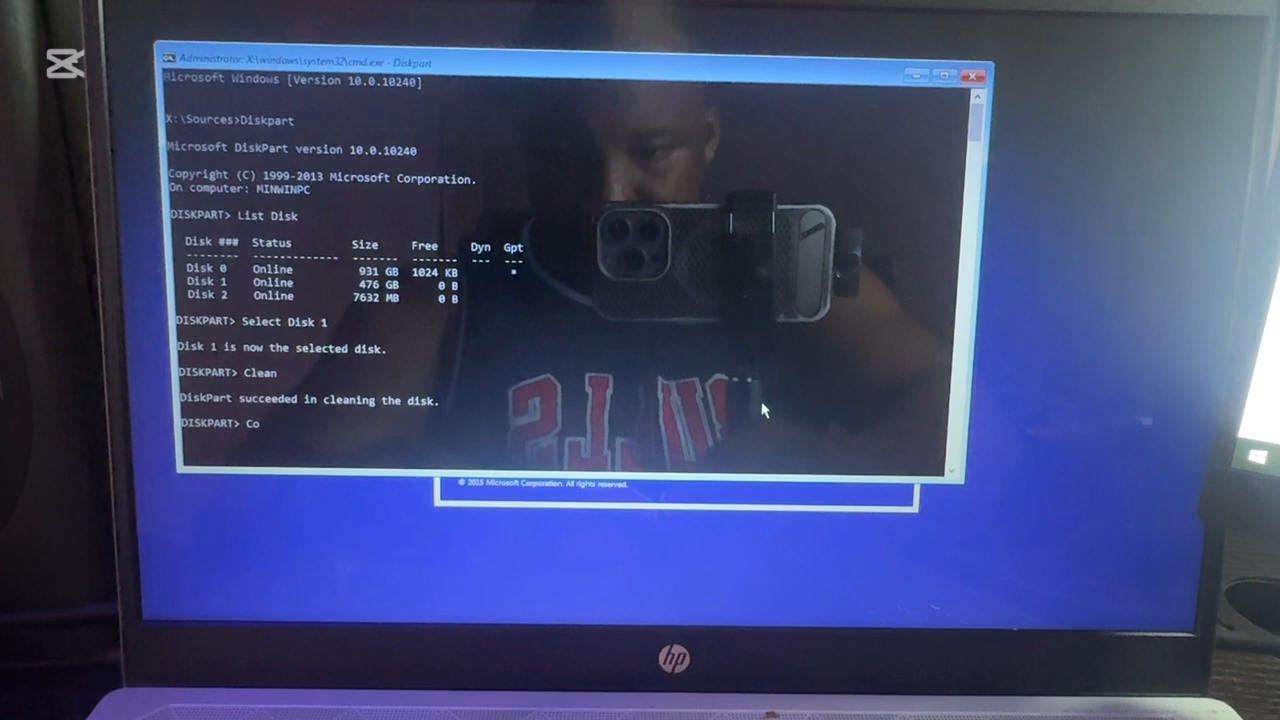 Administrator: X:\windows\system32\cmd.exe - Diskpart
Microsoft Windows [Version 10.0.10240]
X:\Sources>Diskpart
Microsoft DiskPart version 10.0.10240
Copyright (C) 1999-2013 Microsoft Corporation.
On computer: MINWINPC
DISKPART> List Disk
Disk ### Status Size Free Dyn Gpt
-------- ------------- ------- ------- --- ---
Disk 0 Online 931 GB 1024 KB *
Disk 1 Online 476 GB 0 B
Disk 2 Online 7632 MB 0 B
DISKPART> Select Disk 1
Disk 1 is now the selected disk.
DISKPART> Clean
DiskPart succeeded in cleaning the disk.
DISKPART> Co
© 2015 Microsoft Corporation. All rights reserved.
hp